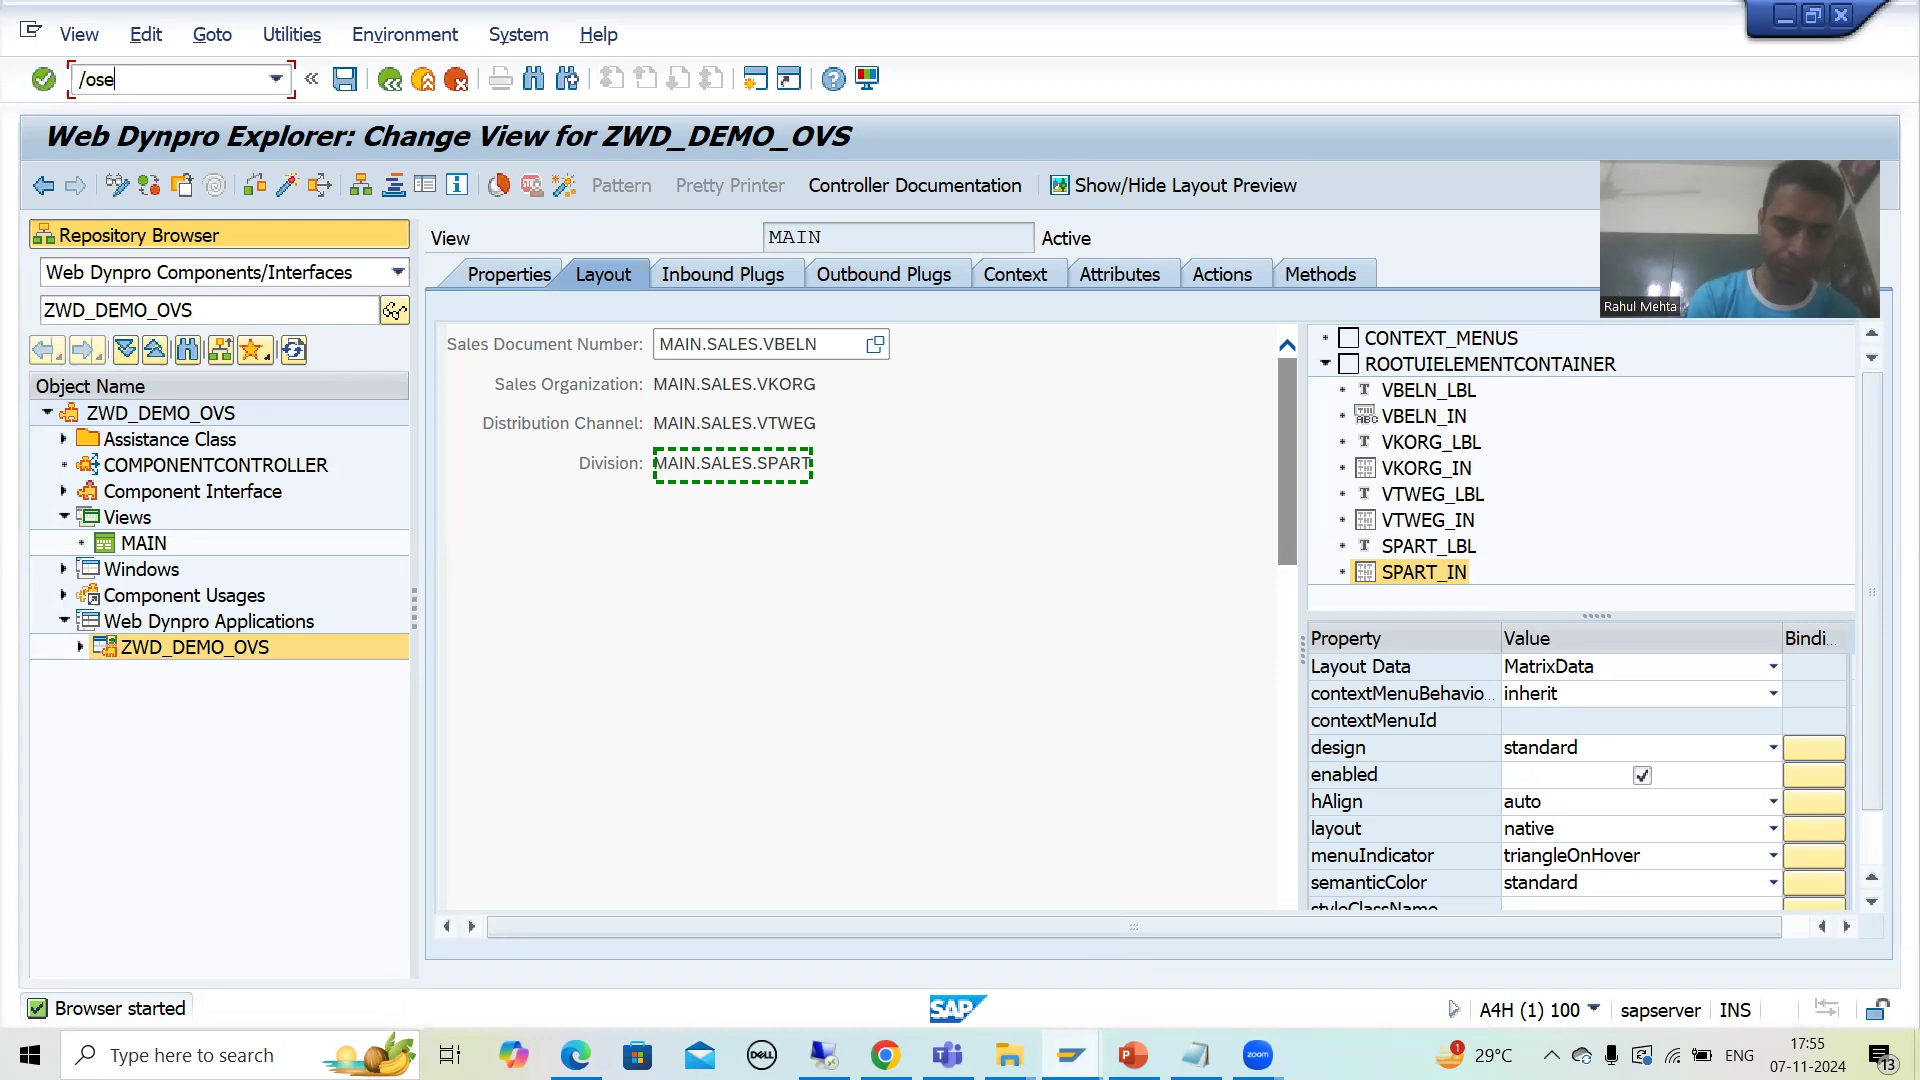 View Edit Goto Utilities Environment System Help
/ose
Web Dynpro Explorer: Change View for ZWD_DEMO_OVS
Pattern Pretty Printer Controller Documentation Show/Hide Layout Preview
Repository Browser
Web Dynpro Components/Interfaces
ZWD_DEMO_OVS
Object Name
ZWD_DEMO_OVS
Assistance Class
COMPONENTCONTROLLER
Component Interface
Views
MAIN
Windows
Component Usages
Web Dynpro Applications
ZWD_DEMO_OVS
View MAIN Active
Properties Layout Inbound Plugs Outbound Plugs Context Attributes Actions Methods
Sales Document Number: MAIN.SALES.VBELN
Sales Organization: MAIN.SALES.VKORG
Distribution Channel: MAIN.SALES.VTWEG
Division: MAIN.SALES.SPART
Rahul Mehta
CONTEXT_MENUS
ROOTUIELEMENTCONTAINER
VBELN_LBL
VBELN_IN
VKORG_LBL
VKORG_IN
VTWEG_LBL
VTWEG_IN
SPART_LBL
SPART_IN
Property Value Bindi...
Layout Data MatrixData
contextMenuBehavio... inherit
contextMenuId
design standard
enabled
hAlign auto
layout native
menuIndicator triangleOnHover
semanticColor standard
styleClassName
Browser started
SAP
A4H (1) 100 sapserver INS
Type here to search
DELL
zoom
1
29°C
ENG
17:55
07-11-2024
13